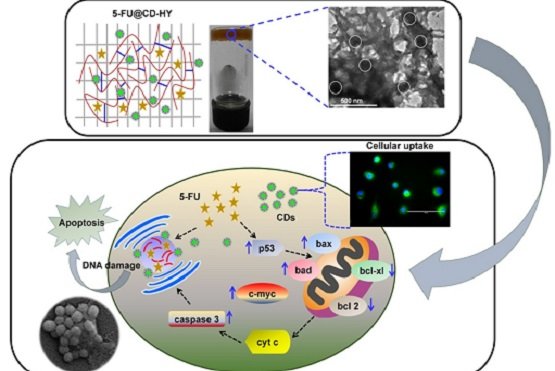 5-FU@CD-HY
500 nm
Cellular uptake
5-FU
CDs
Apoptosis
p53
bax
DNA damage
bad
bcl-xl
c-myc
bcl 2
caspase 3
cyt c